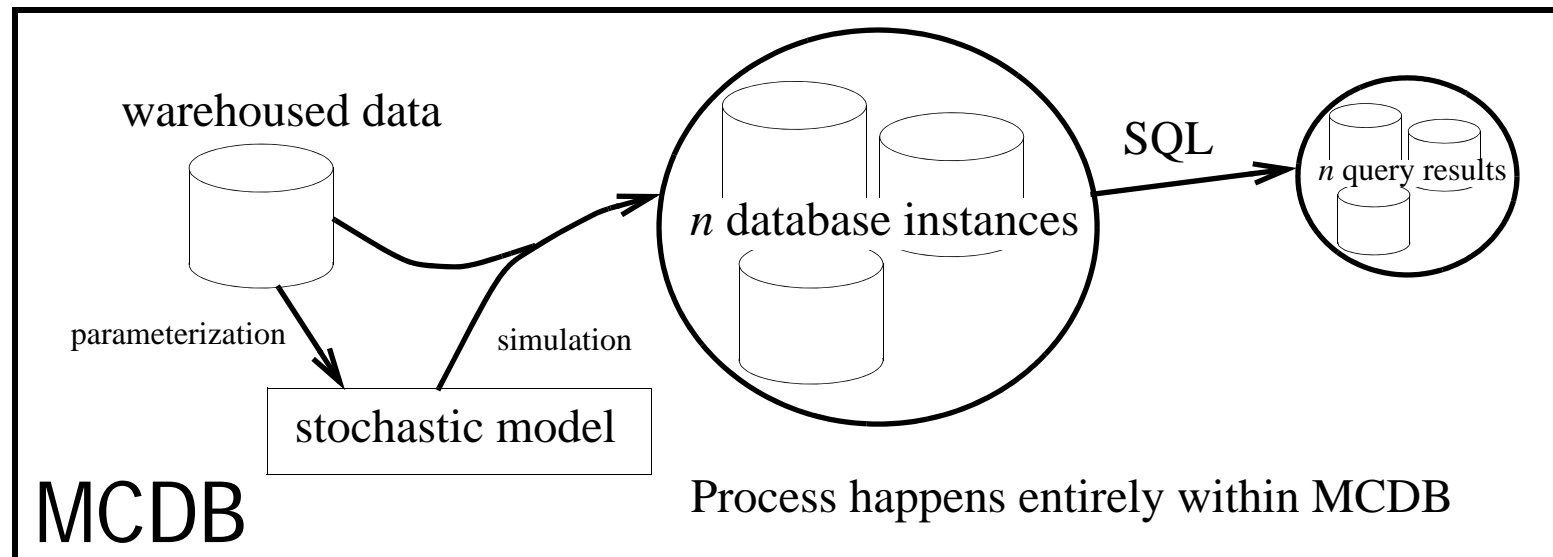 warehoused data
SQL
n query results
n database instances
parameterization
simulation
stochastic model
MCDB
Process happens entirely within MCDB